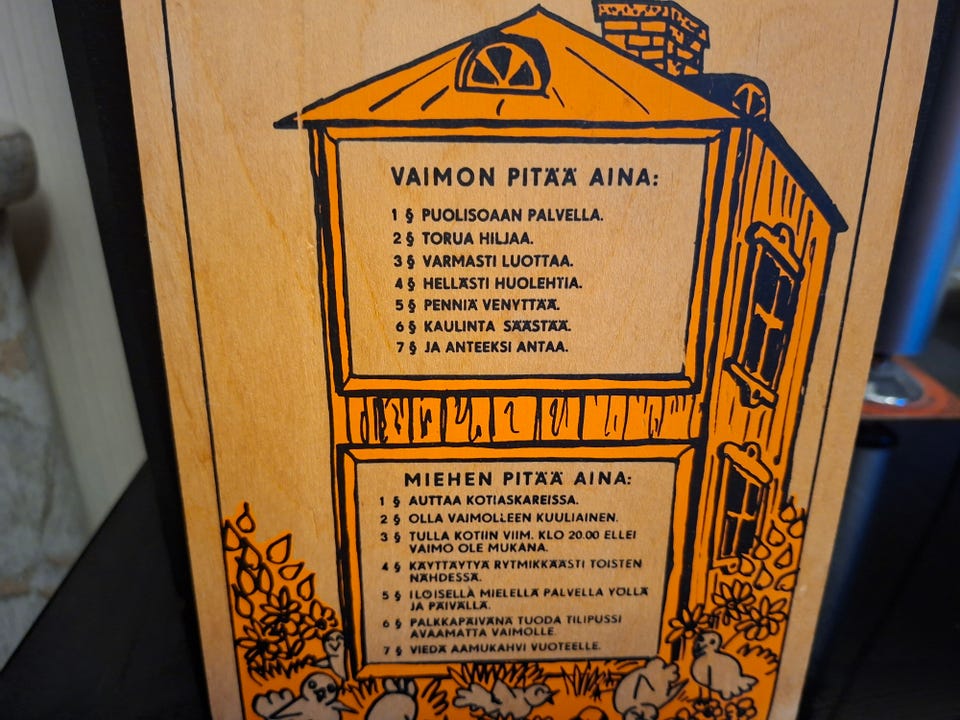 VAIMON PITÄÄ AINA:
1 § PUOLISOAAN PALVELLA.
2 § TORUA HILJAA.
3 § VARMASTI LUOTTAA.
4 § HELLÄSTI HUOLEHTIA.
5 § PENNIÄ VENYTTÄÄ.
6 § KAULINTA SÄÄSTÄÄ.
7 § JA ANTEEKSI ANTAA.
MIEHEN PITÄÄ AINA:
1 § AUTTAA KOTIASKAREISSA.
2 § OLLA VAIMOLLEEN KUULIAINEN.
3 § TULLA KOTIIN VIIM. KLO 20.00 ELLEI
VAIMO OLE MUKANA.
4 § KÄYTTÄYTYÄ RYTMIKKÄÄSTI TOISTEN
NÄHDESSÄ.
5 § ILOISELLA MIELELLÄ PALVELLA YÖLLÄ
JA PÄIVÄLLÄ.
6 § PALKKAPÄIVÄNÄ TUODA TILIPUSSI
AVAAMATTA VAIMOLLE.
7 § VIEDÄ AAMUKAHVI VUOTEELLE.